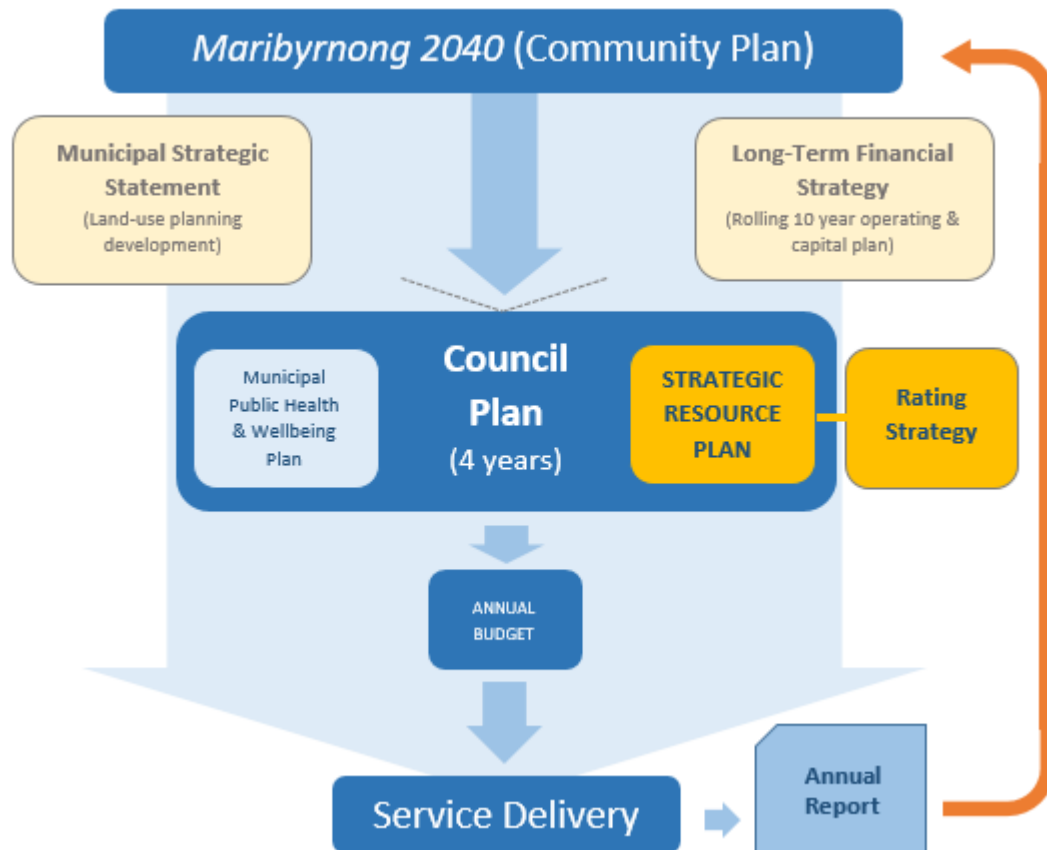 Maribyrnong 2040 (Community Plan)
Municipal Strategic
Statement
(Land-use planning
development)
Long-Term Financial
Strategy
(Rolling 10 year operating &
capital plan)
Municipal
Public Health
& Wellbeing
Plan
Council
Plan
(4 years)
STRATEGIC
RESOURCE
PLAN
Rating
Strategy
ANNUAL
BUDGET
Service Delivery
Annual
Report